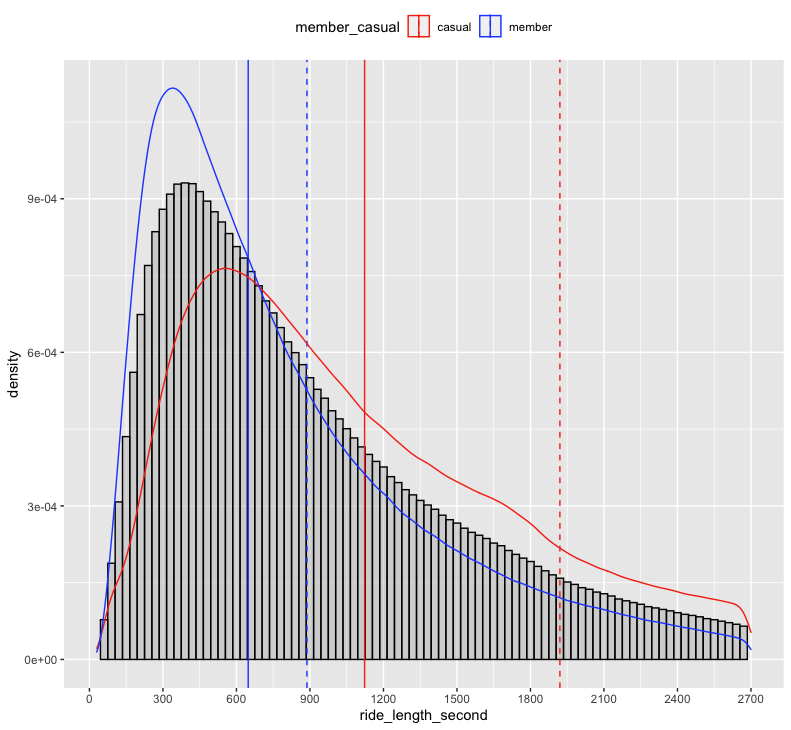 member_casual casual member
density
9e-04
6e-04
3e-04
0e+00
0 300 600 900 1200 1500 1800 2100 2400 2700
ride_length_second